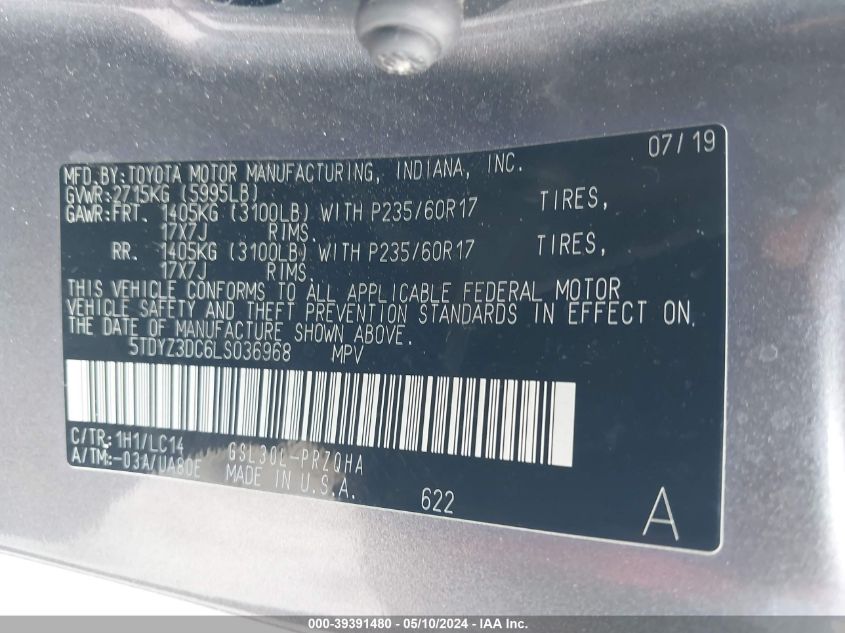 07/19
MFD.BY:TOYOTA MOTOR MANUFACTURING, INDIANA, INC.
GVWR:2715KG (5995LB)
GAWR:FRT. 1405KG (3100LB) WITH P235/60R17 TIRES,
17X7J RIMS.
RR. 1405KG (3100LB) WITH P235/60R17 TIRES,
17X7J RIMS.
THIS VEHICLE CONFORMS TO ALL APPLICABLE FEDERAL MOTOR
VEHICLE SAFETY AND THEFT PREVENTION STANDARDS IN EFFECT ON
THE DATE OF MANUFACTURE SHOWN ABOVE.
5TDYZ3DC6LS036968 MPV
C/TR:1H1/LC14 GSL30L-PRZQHA
A/TM:-03A/UA80E MADE IN U.S.A.
622
A
000-39391480 — 05/10/2024 — IAA Inc.